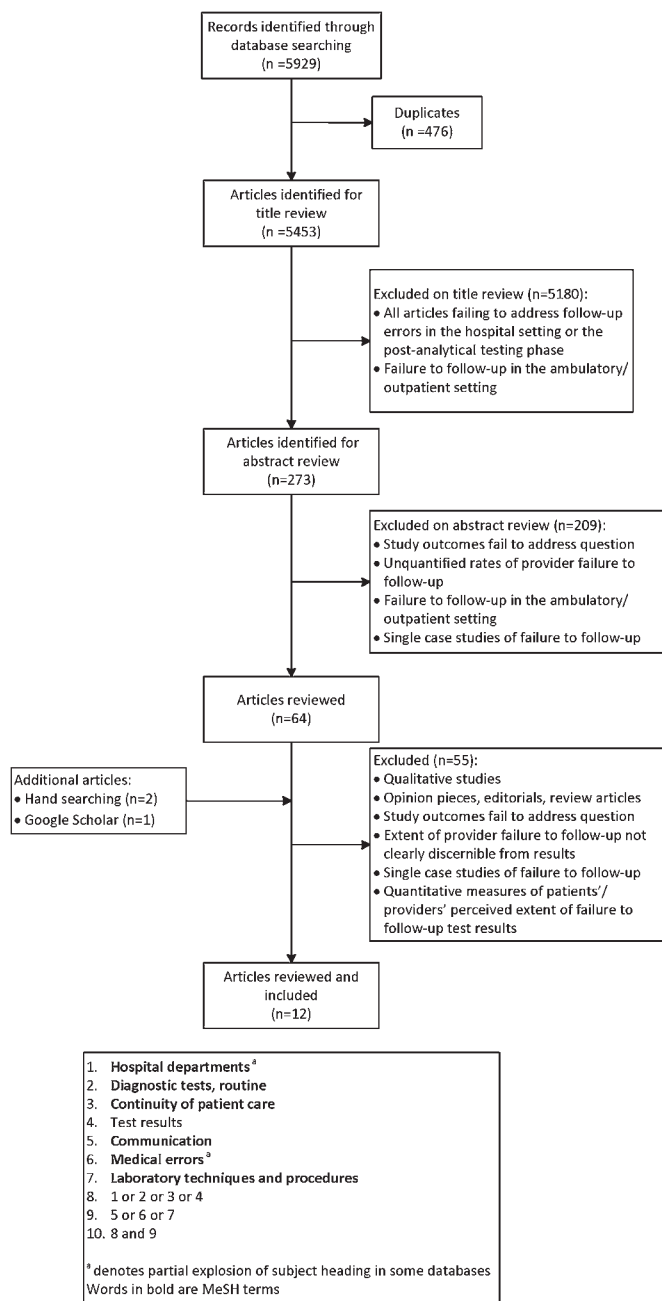 Records identified through
database searching
(n =5929)
Duplicates
(n =476)
Articles identified for
title review
(n =5453)
Excluded on title review (n=5180):
• All articles failing to address follow-up
errors in the hospital setting or the
post-analytical testing phase
• Failure to follow-up in the ambulatory/
outpatient setting
Articles identified for
abstract review
(n=273)
Excluded on abstract review (n=209):
• Study outcomes fail to address question
• Unquantified rates of provider failure to
follow-up
• Failure to follow-up in the ambulatory/
outpatient setting
• Single case studies of failure to follow-up
Articles reviewed
(n=64)
Additional articles:
• Hand searching (n=2)
• Google Scholar (n=1)
Excluded (n=55):
• Qualitative studies
• Opinion pieces, editorials, review articles
• Study outcomes fail to address question
• Extent of provider failure to follow-up not
clearly discernible from results
• Single case studies of failure to follow-up
• Quantitative measures of patients'/
providers' perceived extent of failure to
follow-up test results
Articles reviewed and
included
(n=12)
1. Hospital departments a
2. Diagnostic tests, routine
3. Continuity of patient care
4. Test results
5. Communication
6. Medical errors a
7. Laboratory techniques and procedures
8. 1 or 2 or 3 or 4
9. 5 or 6 or 7
10. 8 and 9
a denotes partial explosion of subject heading in some databases
Words in bold are MeSH terms